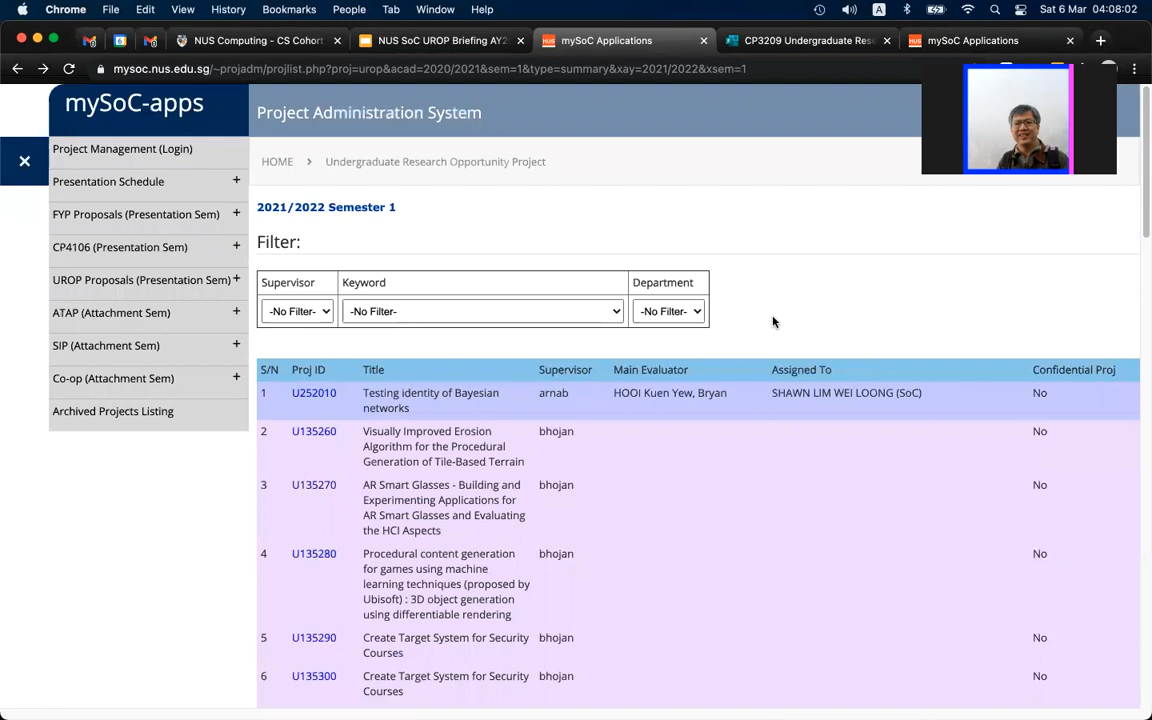 Chrome File Edit View History Bookmarks People Tab Window Help A Sat 6 Mar 04:08:02
NUS Computing - CS Cohort NUS SoC UROP Briefing AY2 mySoC Applications CP3209 Undergraduate Res mySoC Applications
mysoc.nus.edu.sg/~projadm/projlist.php?proj=urop&acad=2020/2021&sem=1&type=summary&xay=2021/2022&xsem=1
mySoC-apps
Project Administration System
Project Management (Login)
Presentation Schedule +
FYP Proposals (Presentation Sem) +
CP4106 (Presentation Sem) +
UROP Proposals (Presentation Sem) +
ATAP (Attachment Sem) +
SIP (Attachment Sem) +
Co-op (Attachment Sem) +
Archived Projects Listing
HOME > Undergraduate Research Opportunity Project
2021/2022 Semester 1
Filter:
Supervisor Keyword Department
-No Filter- -No Filter- -No Filter-
S/N Proj ID Title Supervisor Main Evaluator Assigned To Confidential Proj
1 U252010 Testing identity of Bayesian arnab HOOI Kuen Yew, Bryan SHAWN LIM WEI LOONG (SoC) No
networks
2 U135260 Visually Improved Erosion bhojan No
Algorithm for the Procedural
Generation of Tile-Based Terrain
3 U135270 AR Smart Glasses - Building and bhojan No
Experimenting Applications for
AR Smart Glasses and Evaluating
the HCI Aspects
4 U135280 Procedural content generation bhojan No
for games using machine
learning techniques (proposed by
Ubisoft) : 3D object generation
using differentiable rendering
5 U135290 Create Target System for Security bhojan No
Courses
6 U135300 Create Target System for Security bhojan No
Courses